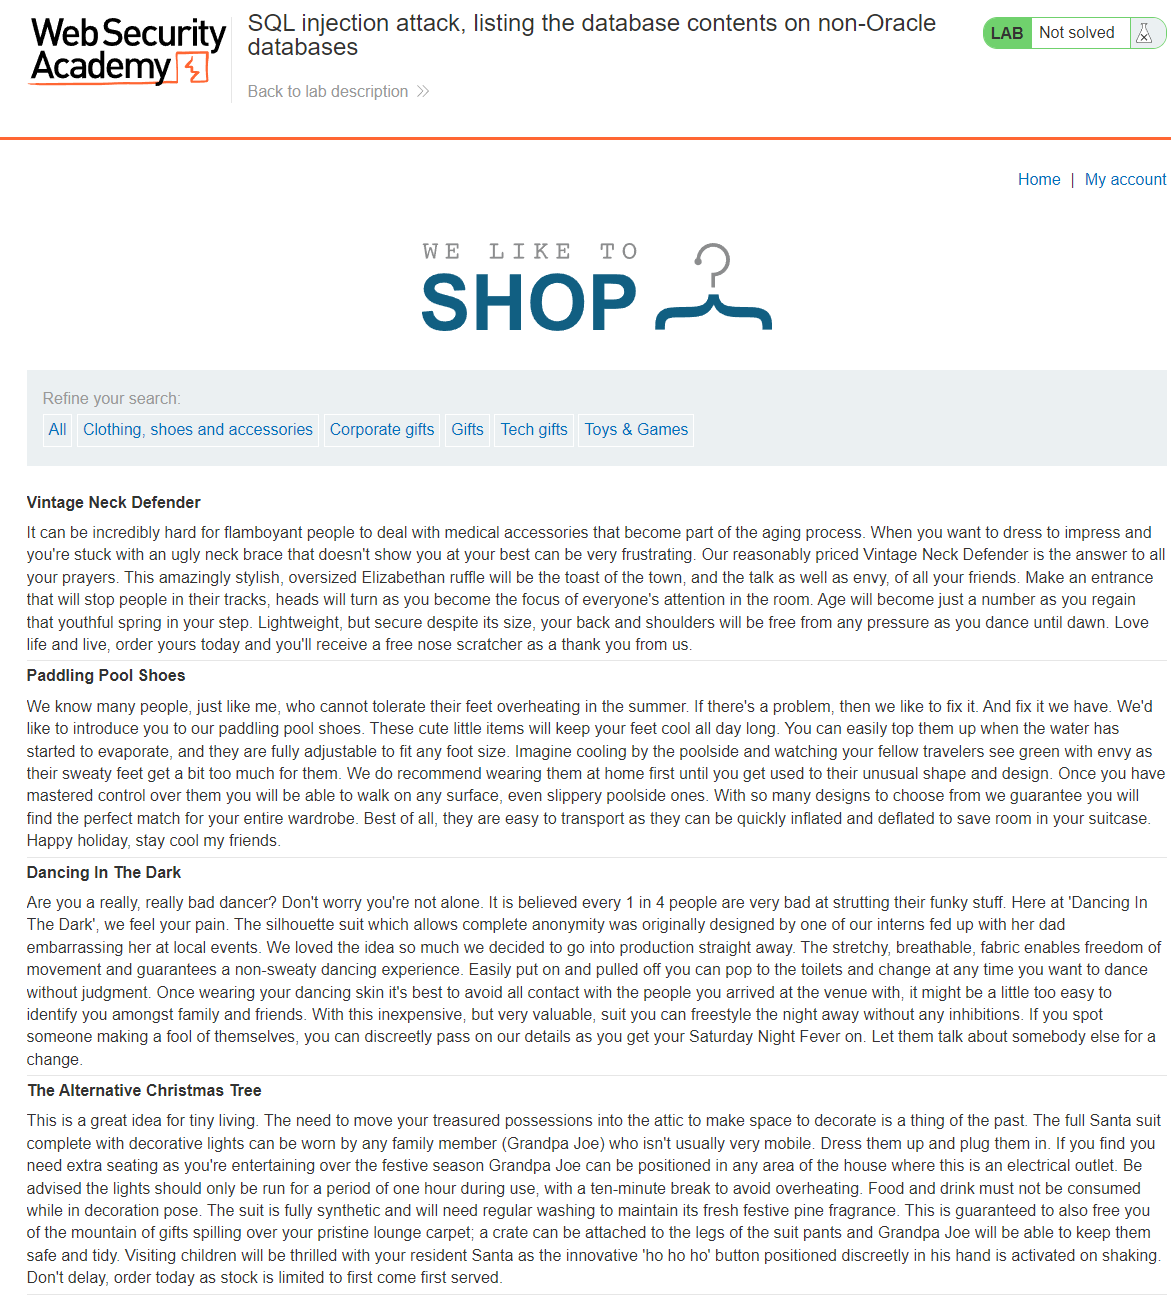 Web Security
Academy
SQL injection attack, listing the database contents on non-Oracle
databases
Back to lab description
LAB Not solved
Home | My account
WE LIKE TO
SHOP
Refine your search:
All Clothing, shoes and accessories Corporate gifts Gifts Tech gifts Toys & Games
Vintage Neck Defender
It can be incredibly hard for flamboyant people to deal with medical accessories that become part of the aging process. When you want to dress to impress and
you're stuck with an ugly neck brace that doesn't show you at your best can be very frustrating. Our reasonably priced Vintage Neck Defender is the answer to all
your prayers. This amazingly stylish, oversized Elizabethan ruffle will be the toast of the town, and the talk as well as envy, of all your friends. Make an entrance
that will stop people in their tracks, heads will turn as you become the focus of everyone's attention in the room. Age will become just a number as you regain
that youthful spring in your step. Lightweight, but secure despite its size, your back and shoulders will be free from any pressure as you dance until dawn. Love
life and live, order yours today and you'll receive a free nose scratcher as a thank you from us.
Paddling Pool Shoes
We know many people, just like me, who cannot tolerate their feet overheating in the summer. If there's a problem, then we like to fix it. And fix it we have. We'd
like to introduce you to our paddling pool shoes. These cute little items will keep your feet cool all day long. You can easily top them up when the water has
started to evaporate, and they are fully adjustable to fit any foot size. Imagine cooling by the poolside and watching your fellow travelers see green with envy as
their sweaty feet get a bit too much for them. We do recommend wearing them at home first until you get used to their unusual shape and design. Once you have
mastered control over them you will be able to walk on any surface, even slippery poolside ones. With so many designs to choose from we guarantee you will
find the perfect match for your entire wardrobe. Best of all, they are easy to transport as they can be quickly inflated and deflated to save room in your suitcase.
Happy holiday, stay cool my friends.
Dancing In The Dark
Are you a really, really bad dancer? Don't worry you're not alone. It is believed every 1 in 4 people are very bad at strutting their funky stuff. Here at 'Dancing In
The Dark', we feel your pain. The silhouette suit which allows complete anonymity was originally designed by one of our interns fed up with her dad
embarrassing her at local events. We loved the idea so much we decided to go into production straight away. The stretchy, breathable, fabric enables freedom of
movement and guarantees a non-sweaty dancing experience. Easily put on and pulled off you can pop to the toilets and change at any time you want to dance
without judgment. Once wearing your dancing skin it's best to avoid all contact with the people you arrived at the venue with, it might be a little too easy to
identify you amongst family and friends. With this inexpensive, but very valuable, suit you can freestyle the night away without any inhibitions. If you spot
someone making a fool of themselves, you can discreetly pass on our details as you get your Saturday Night Fever on. Let them talk about somebody else for a
change.
The Alternative Christmas Tree
This is a great idea for tiny living. The need to move your treasured possessions into the attic to make space to decorate is a thing of the past. The full Santa suit
complete with decorative lights can be worn by any family member (Grandpa Joe) who isn't usually very mobile. Dress them up and plug them in. If you find you
need extra seating as you're entertaining over the festive season Grandpa Joe can be positioned in any area of the house where this is an electrical outlet. Be
advised the lights should only be run for a period of one hour during use, with a ten-minute break to avoid overheating. Food and drink must not be consumed
while in decoration pose. The suit is fully synthetic and will need regular washing to maintain its fresh festive pine fragrance. This is guaranteed to also free you
of the mountain of gifts spilling over your pristine lounge carpet; a crate can be attached to the legs of the suit pants and Grandpa Joe will be able to keep them
safe and tidy. Visiting children will be thrilled with your resident Santa as the innovative 'ho ho ho' button positioned discreetly in his hand is activated on shaking.
Don't delay, order today as stock is limited to first come first served.